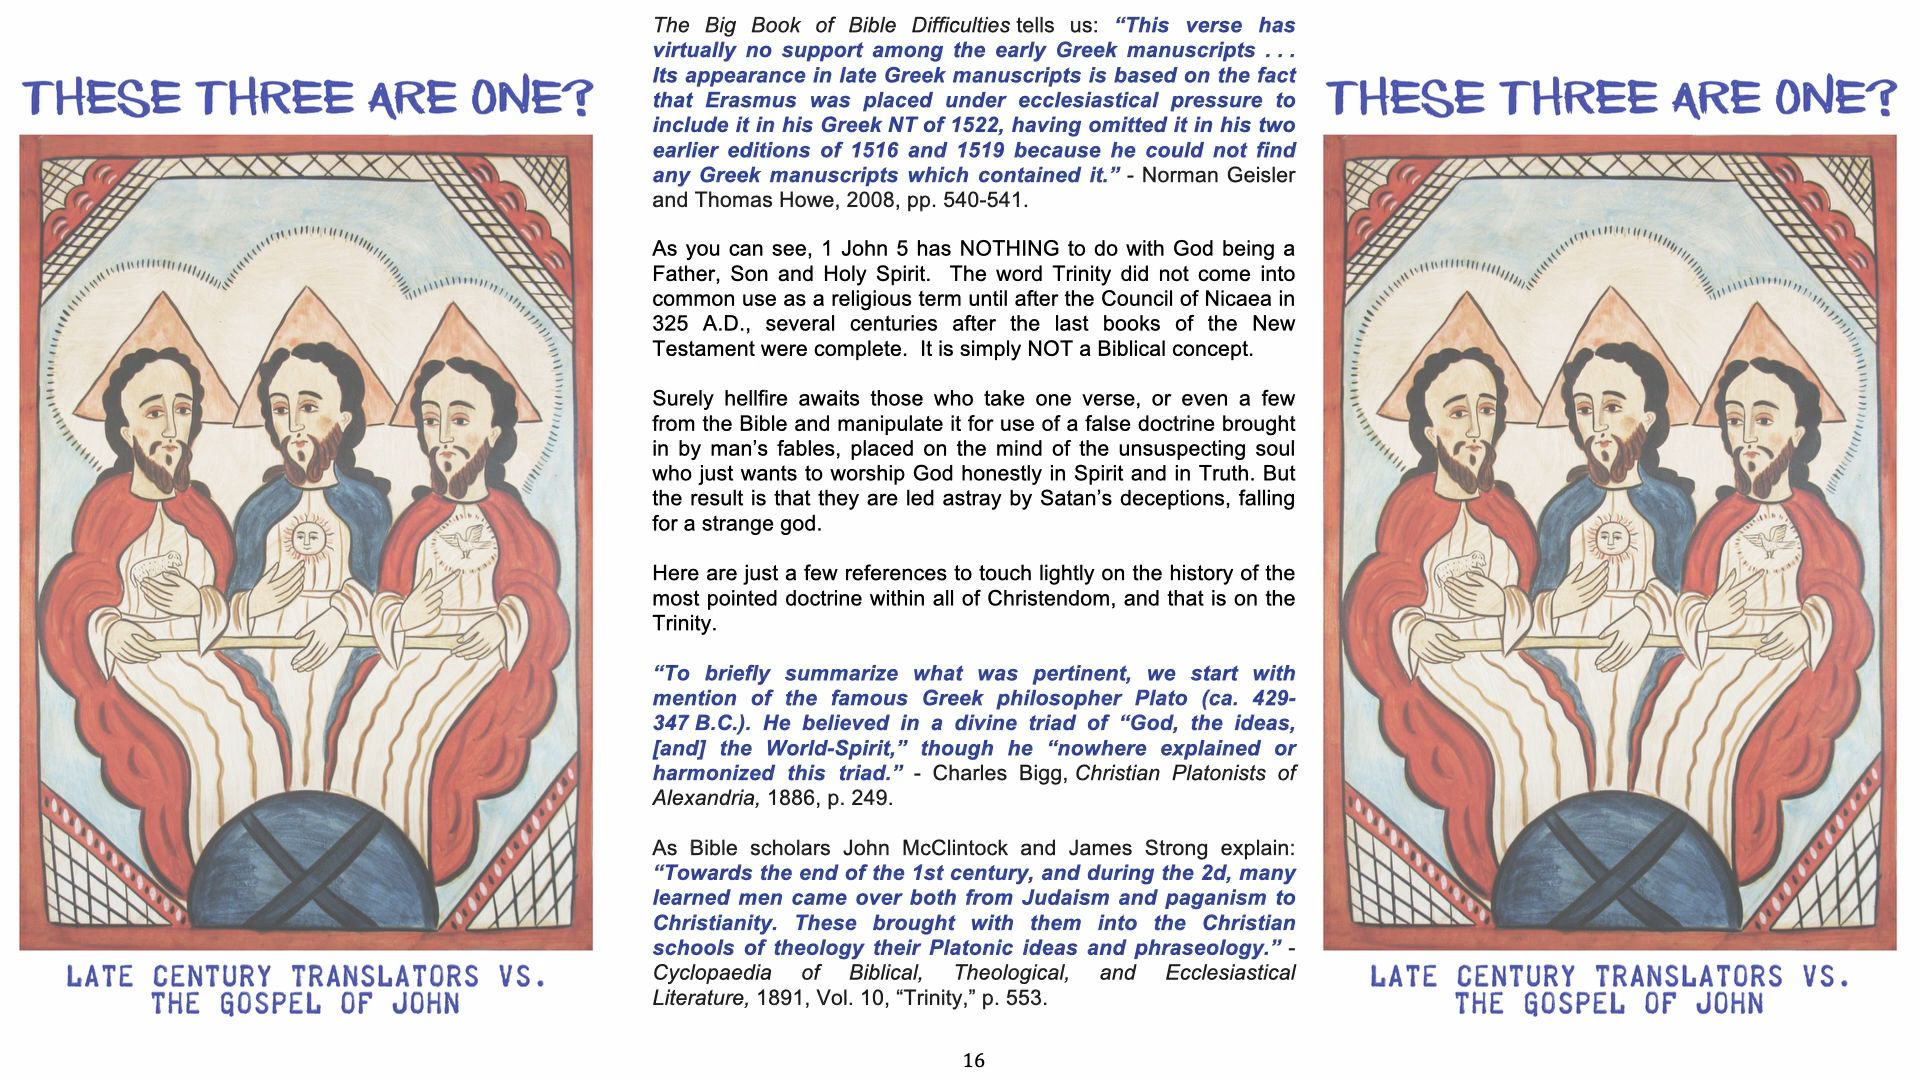 THESE THREE ARE ONE?
LATE CENTURY TRANSLATORS VS.
THE GOSPEL OF JOHN
The Big Book of Bible Difficulties tells us: “This verse has
virtually no support among the early Greek manuscripts . . .
Its appearance in late Greek manuscripts is based on the fact
that Erasmus was placed under ecclesiastical pressure to
include it in his Greek NT of 1522, having omitted it in his two
earlier editions of 1516 and 1519 because he could not find
any Greek manuscripts which contained it.” - Norman Geisler
and Thomas Howe, 2008, pp. 540-541.
As you can see, 1 John 5 has NOTHING to do with God being a
Father, Son and Holy Spirit.  The word Trinity did not come into
common use as a religious term until after the Council of Nicaea in
325 A.D., several centuries after the last books of the New
Testament were complete.  It is simply NOT a Biblical concept.
Surely hellfire awaits those who take one verse, or even a few
from the Bible and manipulate it for use of a false doctrine brought
in by man’s fables, placed on the mind of the unsuspecting soul
who just wants to worship God honestly in Spirit and in Truth. But
the result is that they are led astray by Satan’s deceptions, falling
for a strange god.
Here are just a few references to touch lightly on the history of the
most pointed doctrine within all of Christendom, and that is on the
Trinity.
“To briefly summarize what was pertinent, we start with
mention of the famous Greek philosopher Plato (ca. 429-
347 B.C.). He believed in a divine triad of “God, the ideas,
[and] the World-Spirit,” though he “nowhere explained or
harmonized this triad.” - Charles Bigg, Christian Platonists of
Alexandria, 1886, p. 249.
As Bible scholars John McClintock and James Strong explain:
“Towards the end of the 1st century, and during the 2d, many
learned men came over both from Judaism and paganism to
Christianity. These brought with them into the Christian
schools of theology their Platonic ideas and phraseology.” -
Cyclopaedia of Biblical, Theological, and Ecclesiastical
Literature, 1891, Vol. 10, “Trinity,” p. 553.
16
THESE THREE ARE ONE?
LATE CENTURY TRANSLATORS VS.
THE GOSPEL OF JOHN